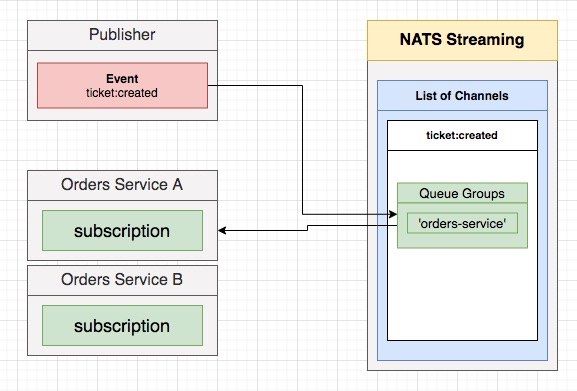 Publisher
Event
ticket:created
Orders Service A
subscription
Orders Service B
subscription
NATS Streaming
List of Channels
ticket:created
Queue Groups
'orders-service'